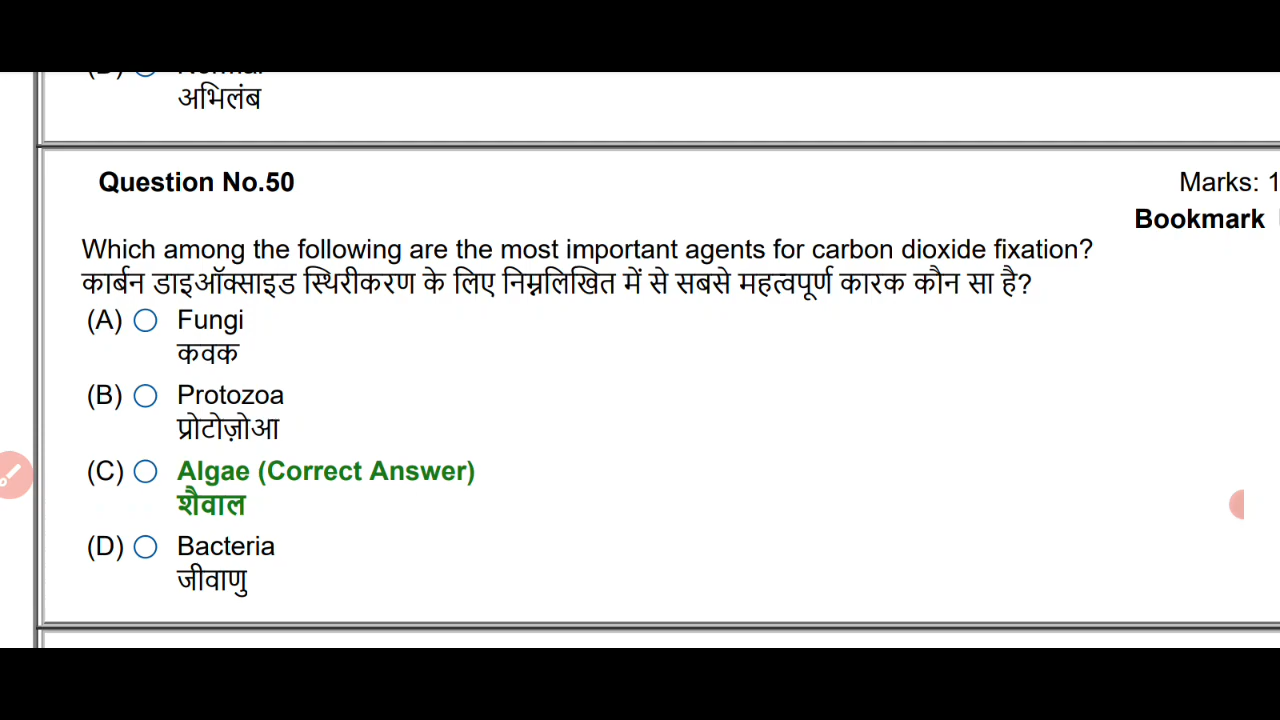 अभिलंब
Question No.50
Marks: 1
Bookmark
Which among the following are the most important agents for carbon dioxide fixation?
कार्बन डाइऑक्साइड स्थिरीकरण के लिए निम्नलिखित में से सबसे महत्वपूर्ण कारक कौन सा है?
(A) Fungi
कवक
(B) Protozoa
प्रोटोज़ोआ
(C) Algae (Correct Answer)
शैवाल
(D) Bacteria
जीवाणु